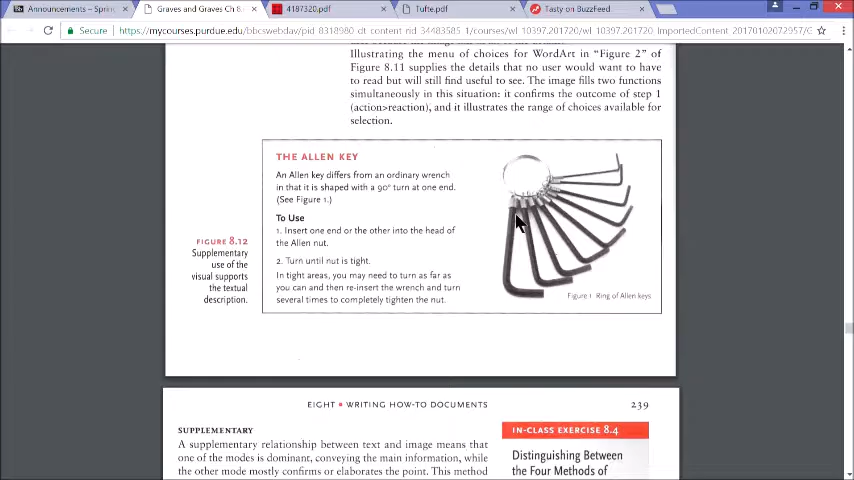 Announcements – Spring
Graves and Graves Ch 8
4187320.pdf
Tufte.pdf
Tasty on BuzzFeed
Secure
https://mycourses.purdue.edu/bbcswebdav/pid-8318980-dt-content-rid-34483585_1/courses/wl_10397.201720/wl_10397.201720_ImportedContent_20170102072957/G
Illustrating the menu of choices for WordArt in “Figure 2” of
Figure 8.11 supplies the details that no user would want to have
to read but will still find useful to see. The image fills two functions
simultaneously in this situation: it confirms the outcome of step 1
(action>reaction), and it illustrates the range of choices available for
selection.
THE ALLEN KEY
An Allen key differs from an ordinary wrench
in that it is shaped with a 90° turn at one end.
(See Figure 1.)
To Use
1. Insert one end or the other into the head of
the Allen nut.
2. Turn until nut is tight.
In tight areas, you may need to turn as far as
you can and then re-insert the wrench and turn
several times to completely tighten the nut.
Figure 1 Ring of Allen keys
FIGURE 8.12
Supplementary
use of the
visual supports
the textual
description.
EIGHT ■ WRITING HOW-TO DOCUMENTS
239
SUPPLEMENTARY
A supplementary relationship between text and image means that
one of the modes is dominant, conveying the main information, while
the other mode mostly confirms or elaborates the point. This method
IN-CLASS EXERCISE 8.4
Distinguishing Between
the Four Methods of